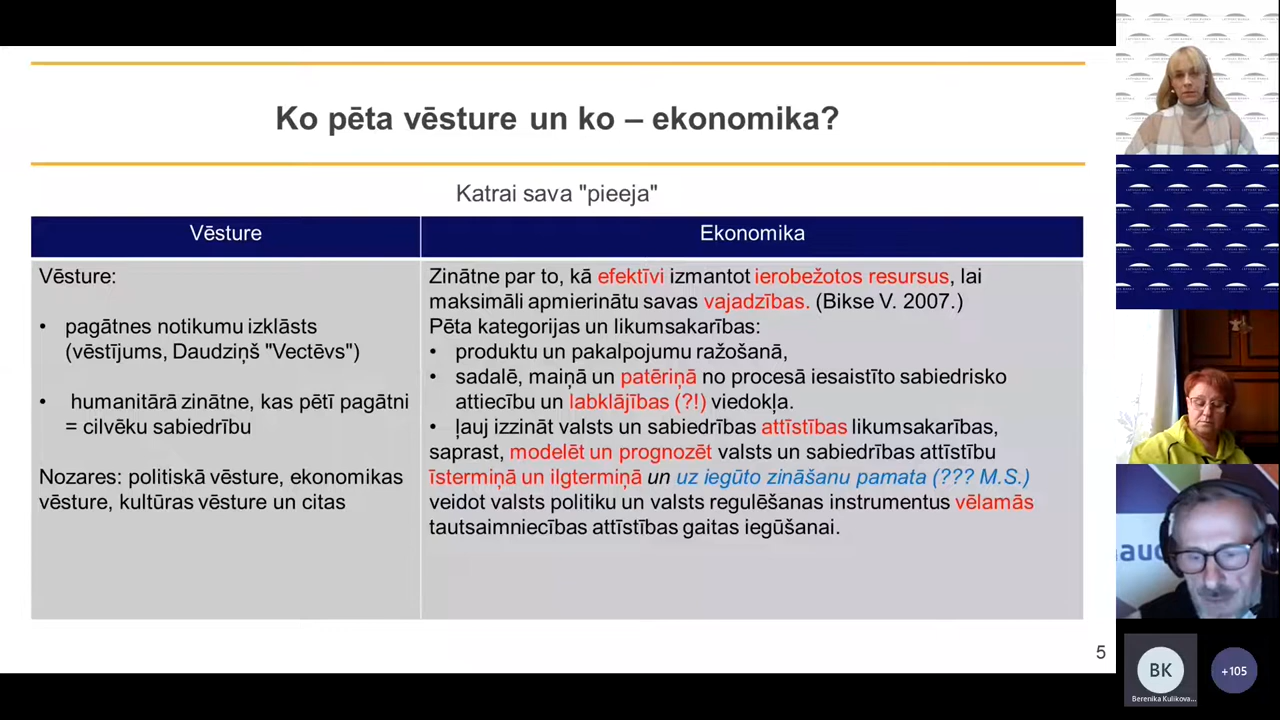 Ko pēta vēsture un ko – ekonomika?
Katrai sava "pieeja"
Vēsture
Vēsture:
• pagātnes notikumu izklāsts
(vēstījums, Daudziņš "Vectēvs")
• humanitārā zinātne, kas pētī pagātni
= cilvēku sabiedrību
Nozares: politiskā vēsture, ekonomikas
vēsture, kultūras vēsture un citas
Ekonomika
Zinātne par to, kā efektīvi izmantot ierobežotos resursus, lai
maksimāli apmierinātu savas vajadzības. (Bikse V. 2007.)
Pēta kategorijas un likumsakarības:
• produktu un pakalpojumu ražošanā,
• sadalē, maiņā un patēriņā no procesā iesaistīto sabiedrisko
attiecību un labklājības (?!) viedokļa.
• ļauj izzināt valsts un sabiedrības attīstības likumsakarības,
saprast, modelēt un prognozēt valsts un sabiedrības attīstību
īstermiņā un ilgtermiņā un uz iegūto zināšanu pamata (??? M.S.)
veidot valsts politiku un valsts regulēšanas instrumentus vēlamās
tautsaimniecības attīstības gaitas iegūšanai.
5
BK
Berenika Kulikova...
+105